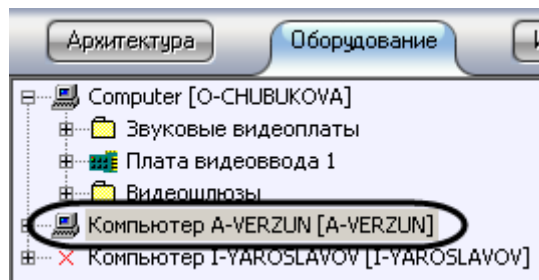 Архитектура Оборудование
Computer [O-CHUBUKOVA]
Звуковые видеоплаты
Плата видеоввода 1
Видеошлюзы
Компьютер A-VERZUN [A-VERZUN]
Компьютер I-YAROSLAVOV [I-YAROSLAVOV]